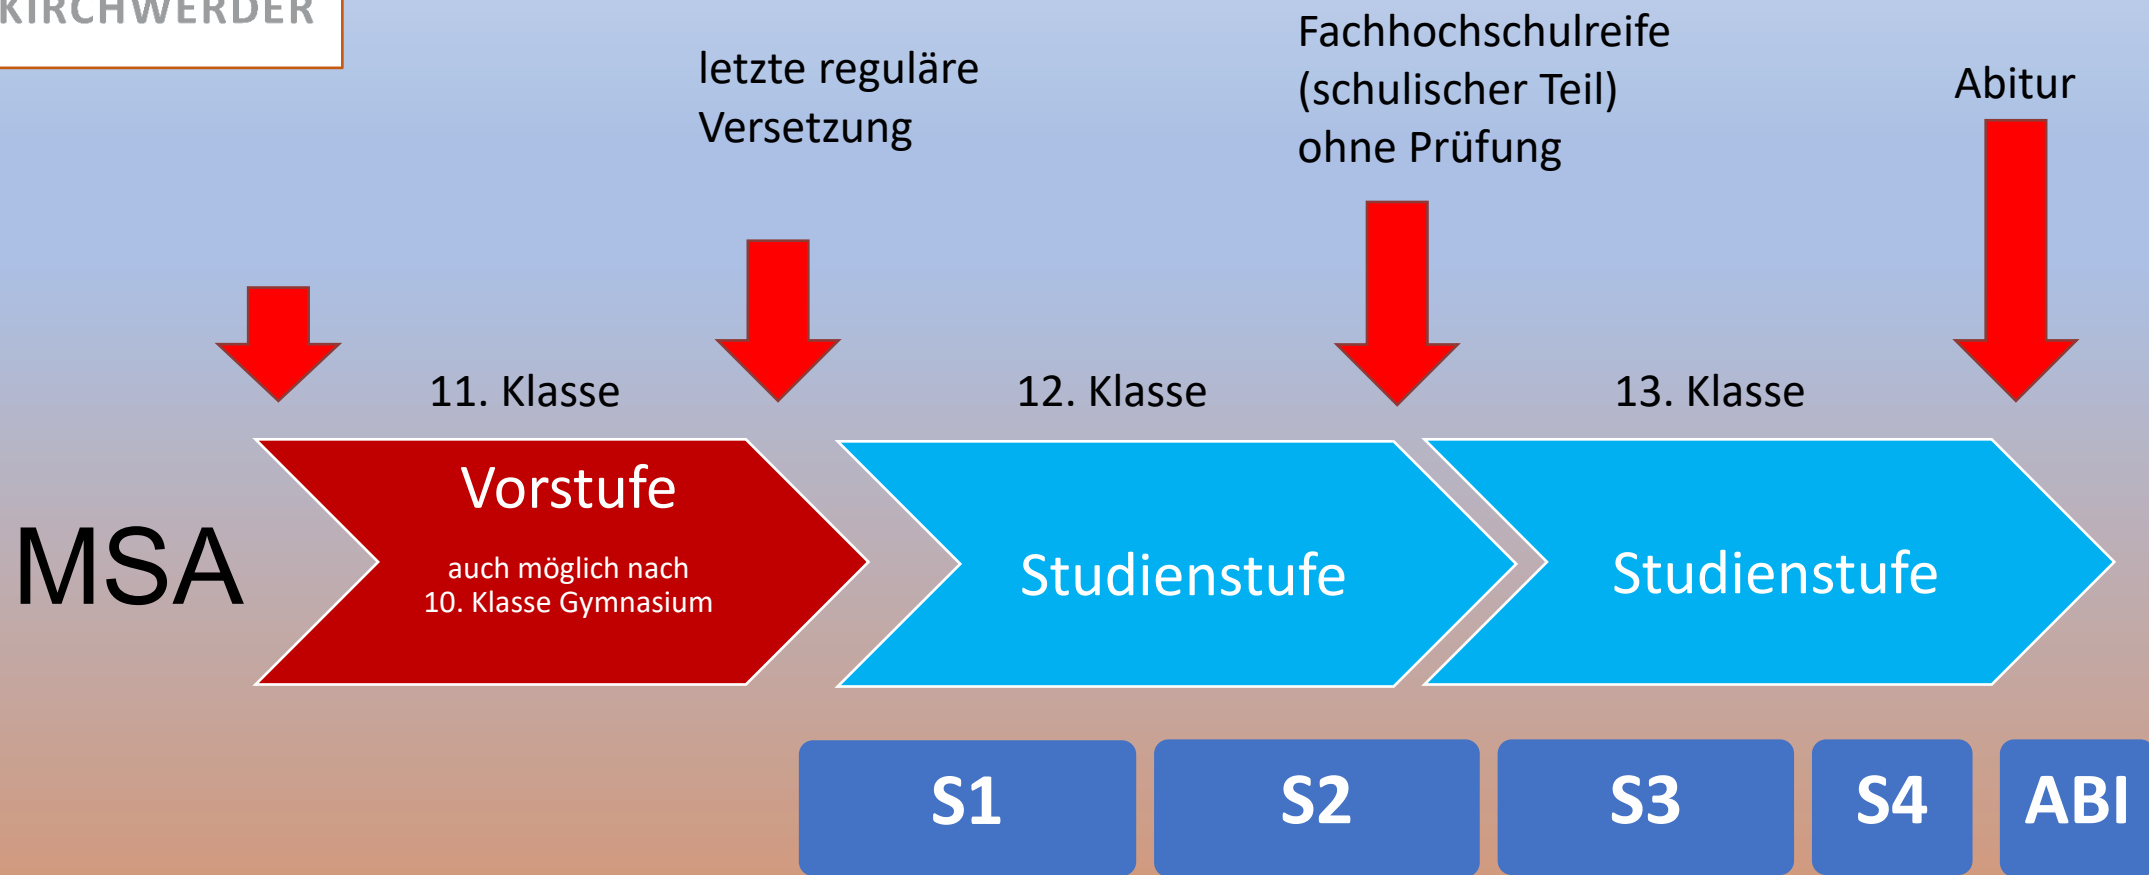 KIRCHWERDER
letzte reguläre
Versetzung
Fachhochschulreife
(schulischer Teil)
ohne Prüfung
Abitur
11. Klasse
12. Klasse
13. Klasse
MSA
Vorstufe
auch möglich nach
10. Klasse Gymnasium
Studienstufe
Studienstufe
S1
S2
S3
S4
ABI